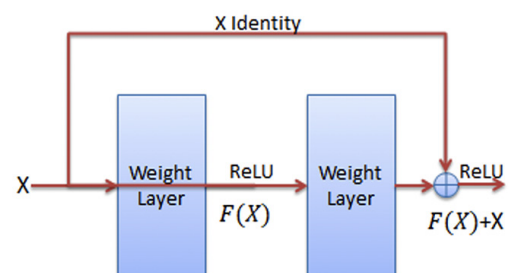 X Identity
X
Weight
Layer
ReLU
F(X)
Weight
Layer
ReLU
F(X)+X